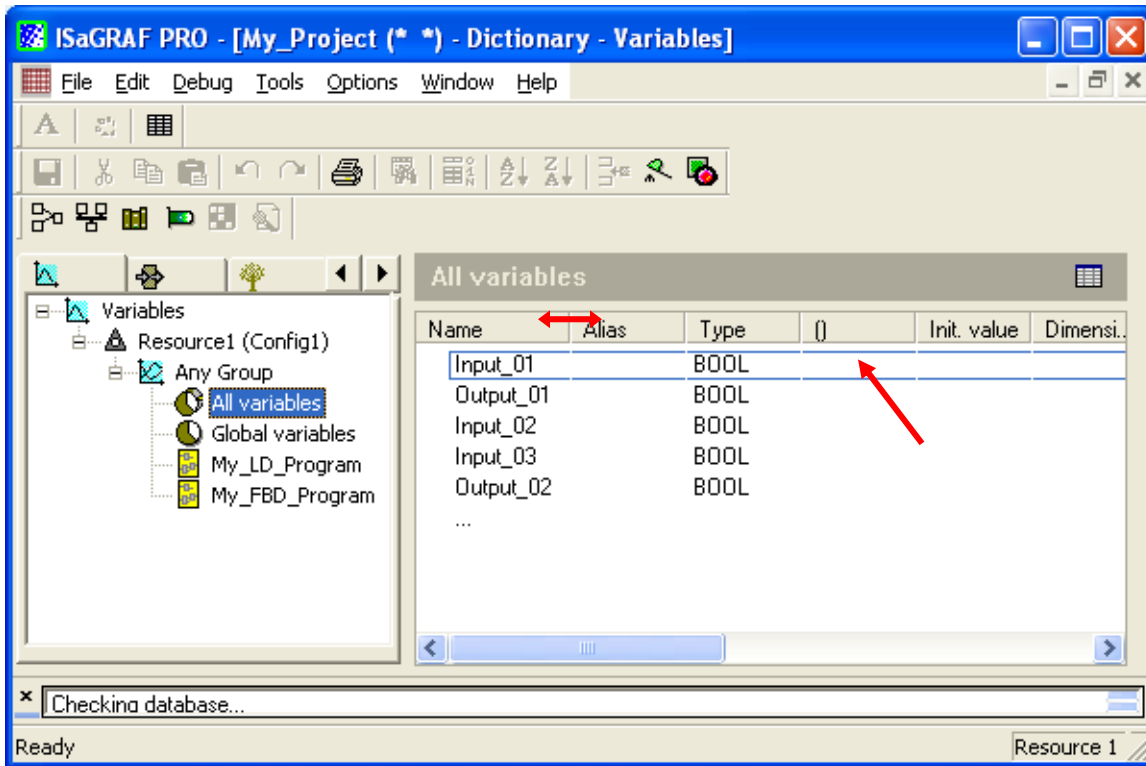 ISaGRAF PRO - [My_Project (* *) - Dictionary - Variables]
File Edit Debug Tools Options Window Help
All variables
Variables
Resource1 (Config1)
Any Group
All variables
Global variables
My_LD_Program
My_FBD_Program
Name Alias Type () Init. value Dimensi..
Input_01 BOOL
Output_01 BOOL
Input_02 BOOL
Input_03 BOOL
Output_02 BOOL
...
Checking database...
Ready Resource 1